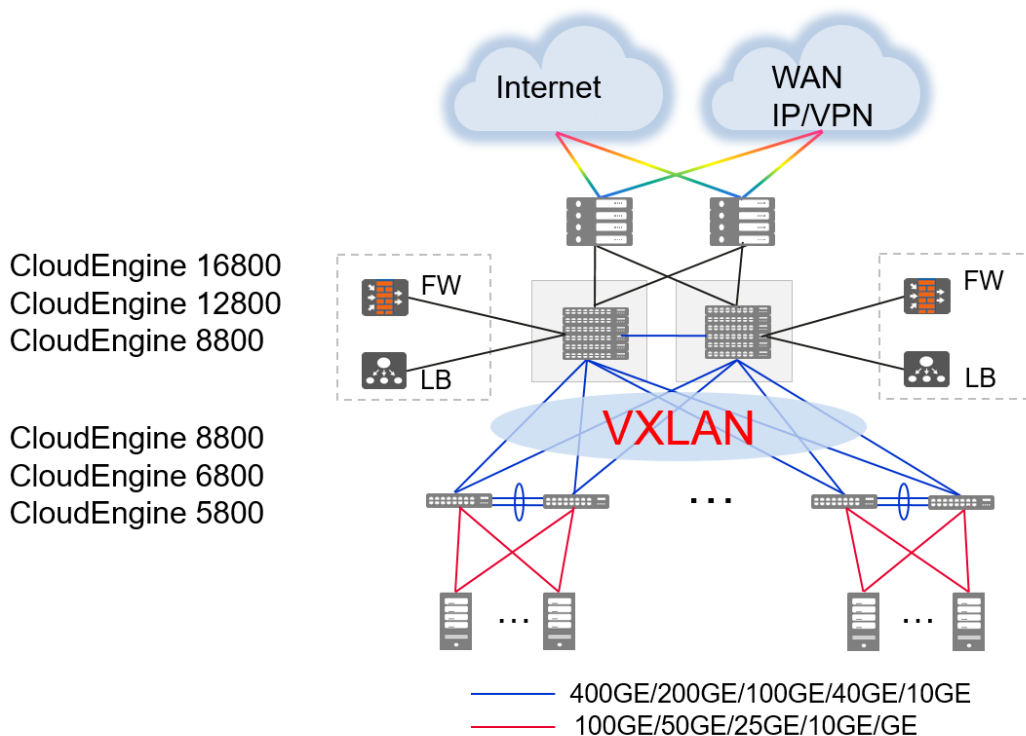 Internet
WAN
IP/VPN
CloudEngine 16800
CloudEngine 12800
CloudEngine 8800
FW
LB
FW
LB
VXLAN
CloudEngine 8800
CloudEngine 6800
CloudEngine 5800
...
...
...
400GE/200GE/100GE/40GE/10GE
100GE/50GE/25GE/10GE/GE